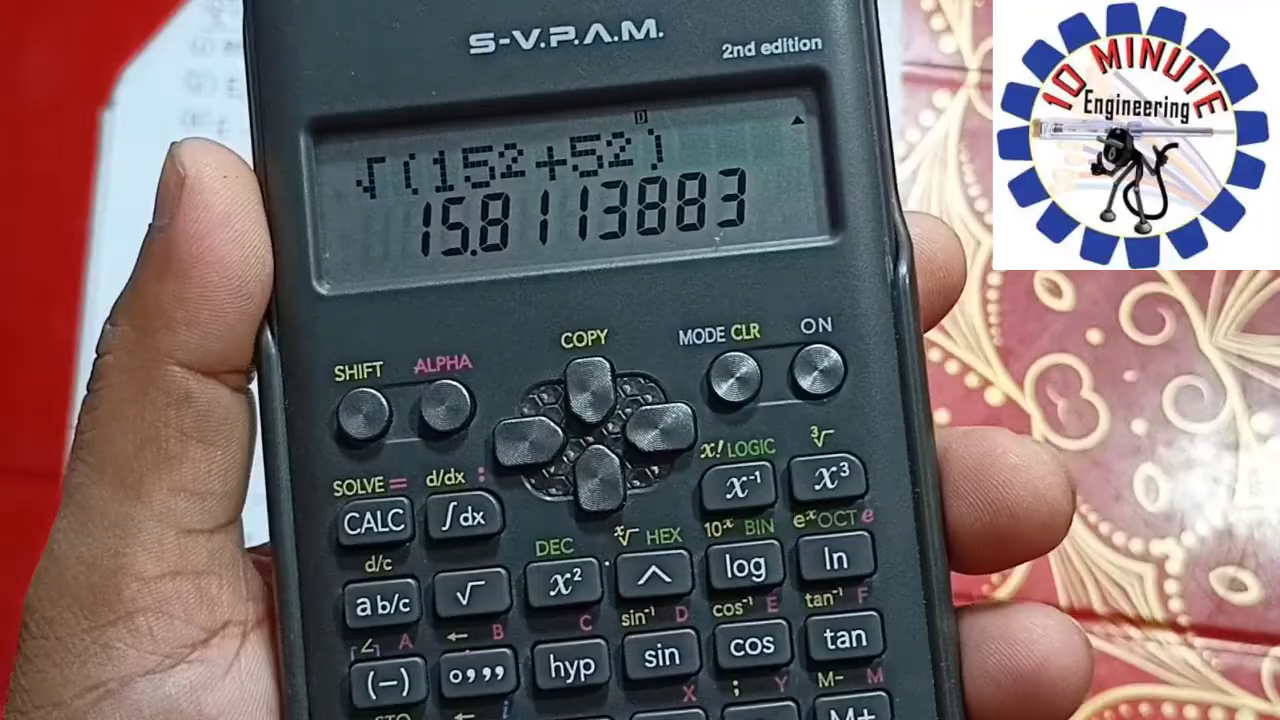 S-V.P.A.M.
2nd edition
D
√(15²+5²)
15.8113883
10 MINUTE
Engineering
COPY
MODE CLR
ON
SHIFT
ALPHA
x! LOGIC
³√
x⁻¹
x³
SOLVE =
d/dx :
CALC
∫dx
DEC
ˣ√ HEX
10ˣ BIN
eˣ OCT e
d/c
a b/c
√
x²
^
log
ln
∠ A
← B
C
sin⁻¹ D
cos⁻¹ E
tan⁻¹ F
(−)
° ’ ’’
hyp
sin
cos
tan
STO
←
X
; Y
M- M
M+